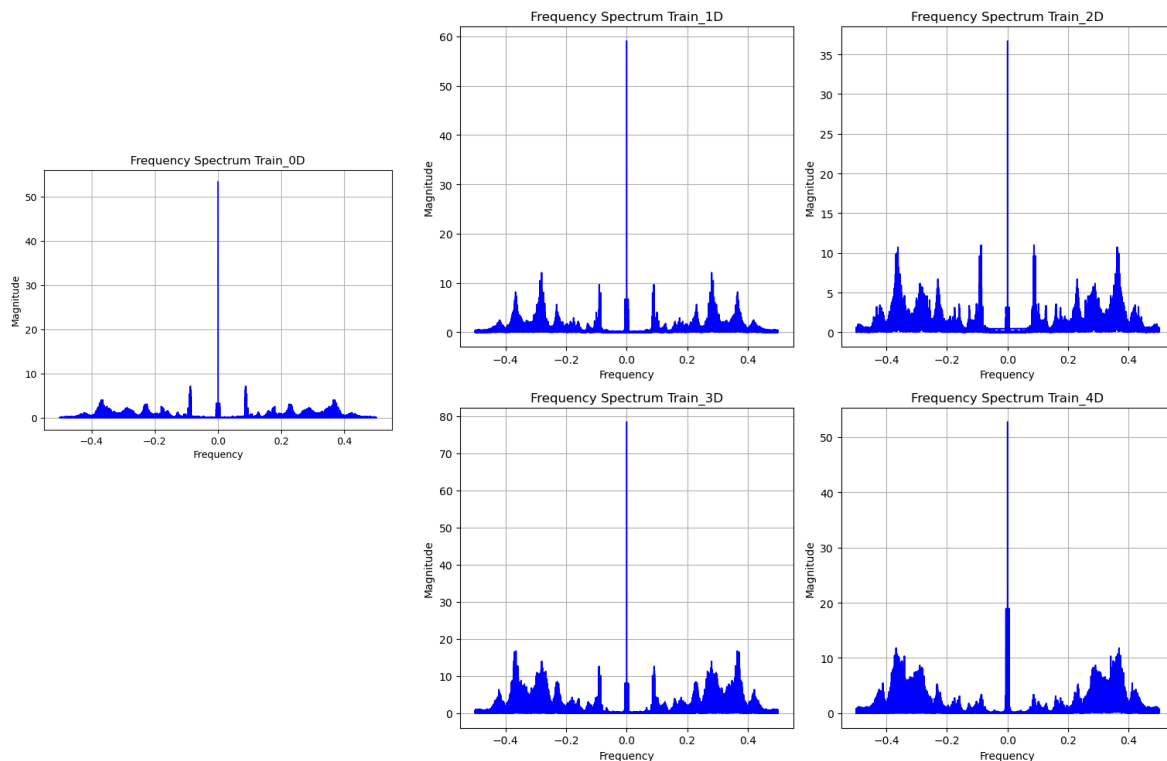 Frequency Spectrum Train_0D
Magnitude
50
40
30
20
10
0
−0.4 −0.2 0.0 0.2 0.4
Frequency
Frequency Spectrum Train_1D
Magnitude
60
50
40
30
20
10
0
−0.4 −0.2 0.0 0.2 0.4
Frequency
Frequency Spectrum Train_2D
Magnitude
35
30
25
20
15
10
5
0
−0.4 −0.2 0.0 0.2 0.4
Frequency
Frequency Spectrum Train_3D
Magnitude
80
70
60
50
40
30
20
10
0
−0.4 −0.2 0.0 0.2 0.4
Frequency
Frequency Spectrum Train_4D
Magnitude
50
40
30
20
10
0
−0.4 −0.2 0.0 0.2 0.4
Frequency